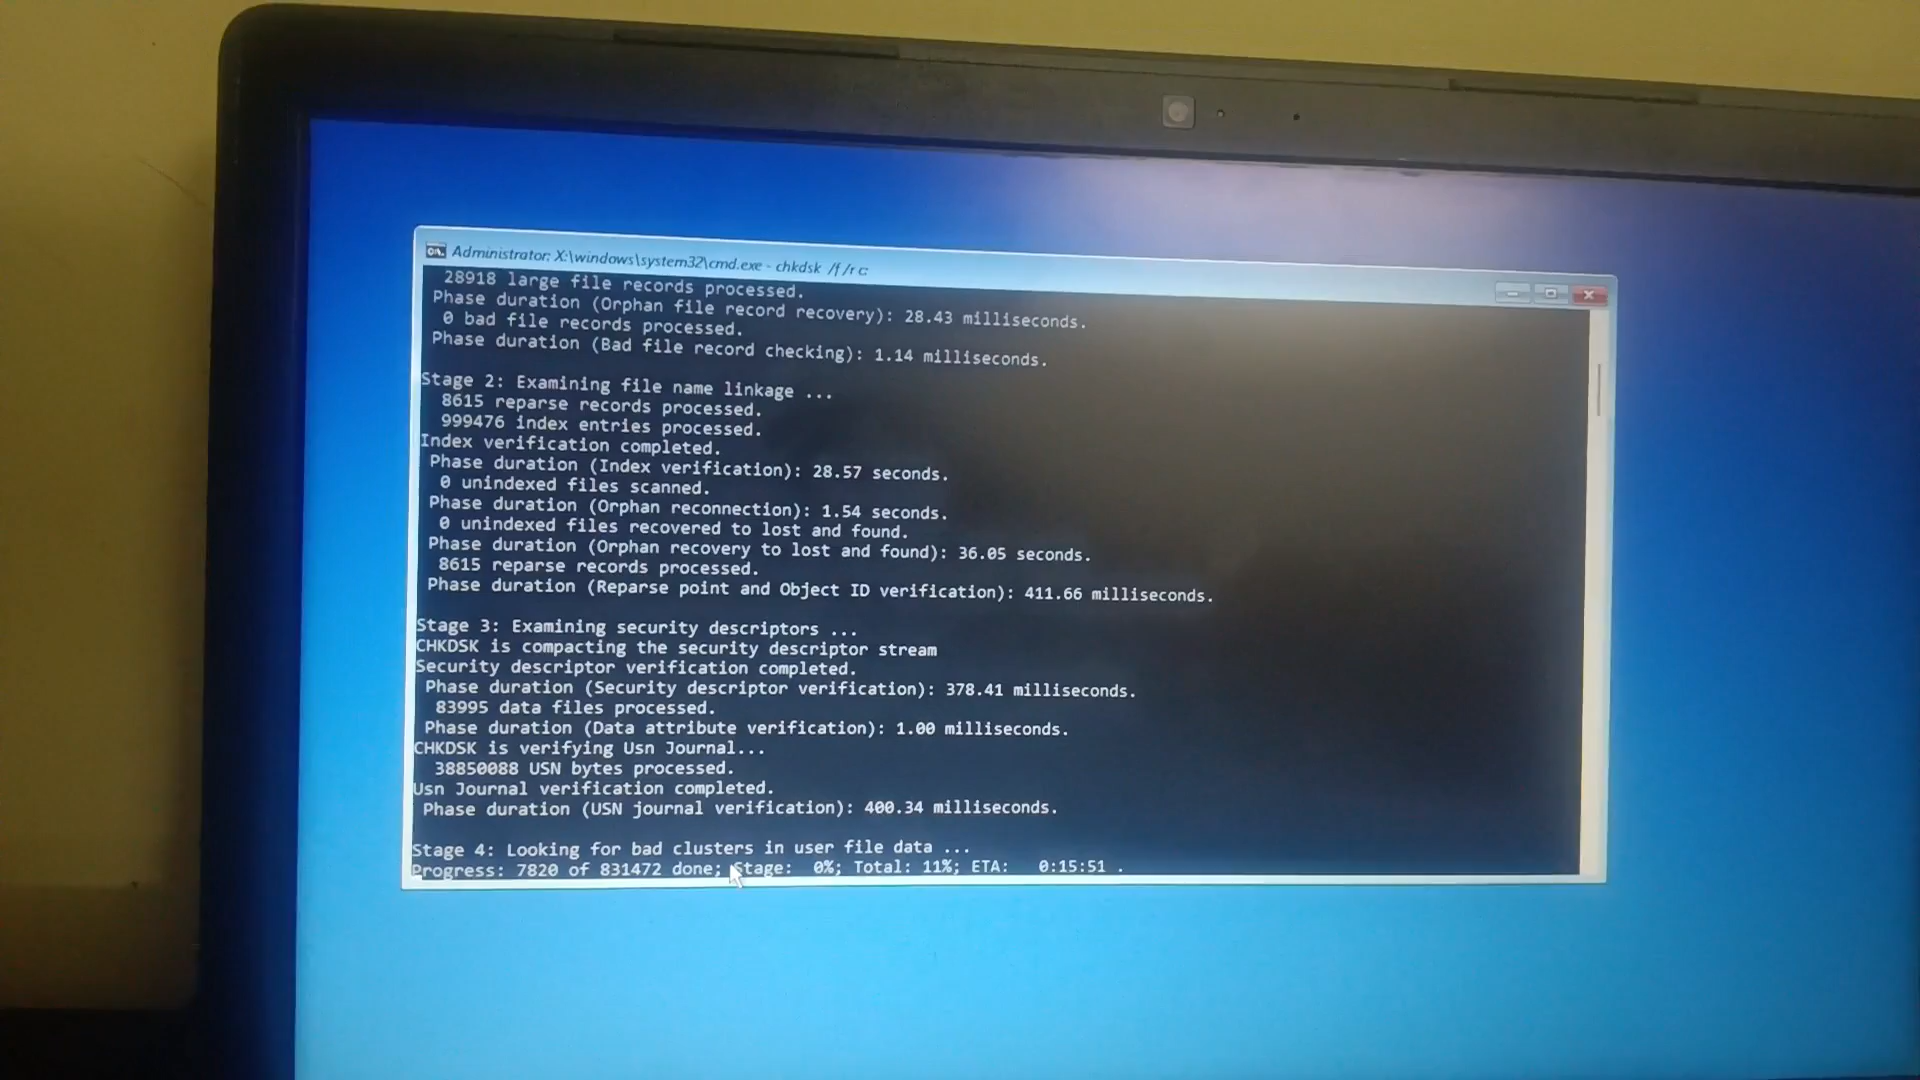 Administrator: X:\windows\system32\cmd.exe - chkdsk /f /r c:
28918 large file records processed.
Phase duration (Orphan file record recovery): 28.43 milliseconds.
0 bad file records processed.
Phase duration (Bad file record checking): 1.14 milliseconds.
Stage 2: Examining file name linkage ...
8615 reparse records processed.
999476 index entries processed.
Index verification completed.
Phase duration (Index verification): 28.57 seconds.
0 unindexed files scanned.
Phase duration (Orphan reconnection): 1.54 seconds.
0 unindexed files recovered to lost and found.
Phase duration (Orphan recovery to lost and found): 36.05 seconds.
8615 reparse records processed.
Phase duration (Reparse point and Object ID verification): 411.66 milliseconds.
Stage 3: Examining security descriptors ...
CHKDSK is compacting the security descriptor stream
Security descriptor verification completed.
Phase duration (Security descriptor verification): 378.41 milliseconds.
83995 data files processed.
Phase duration (Data attribute verification): 1.00 milliseconds.
CHKDSK is verifying Usn Journal...
38850088 USN bytes processed.
Usn Journal verification completed.
Phase duration (USN journal verification): 400.34 milliseconds.
Stage 4: Looking for bad clusters in user file data ...
Progress: 7820 of 831472 done; Stage:  0%; Total: 11%; ETA:   0:15:51 .